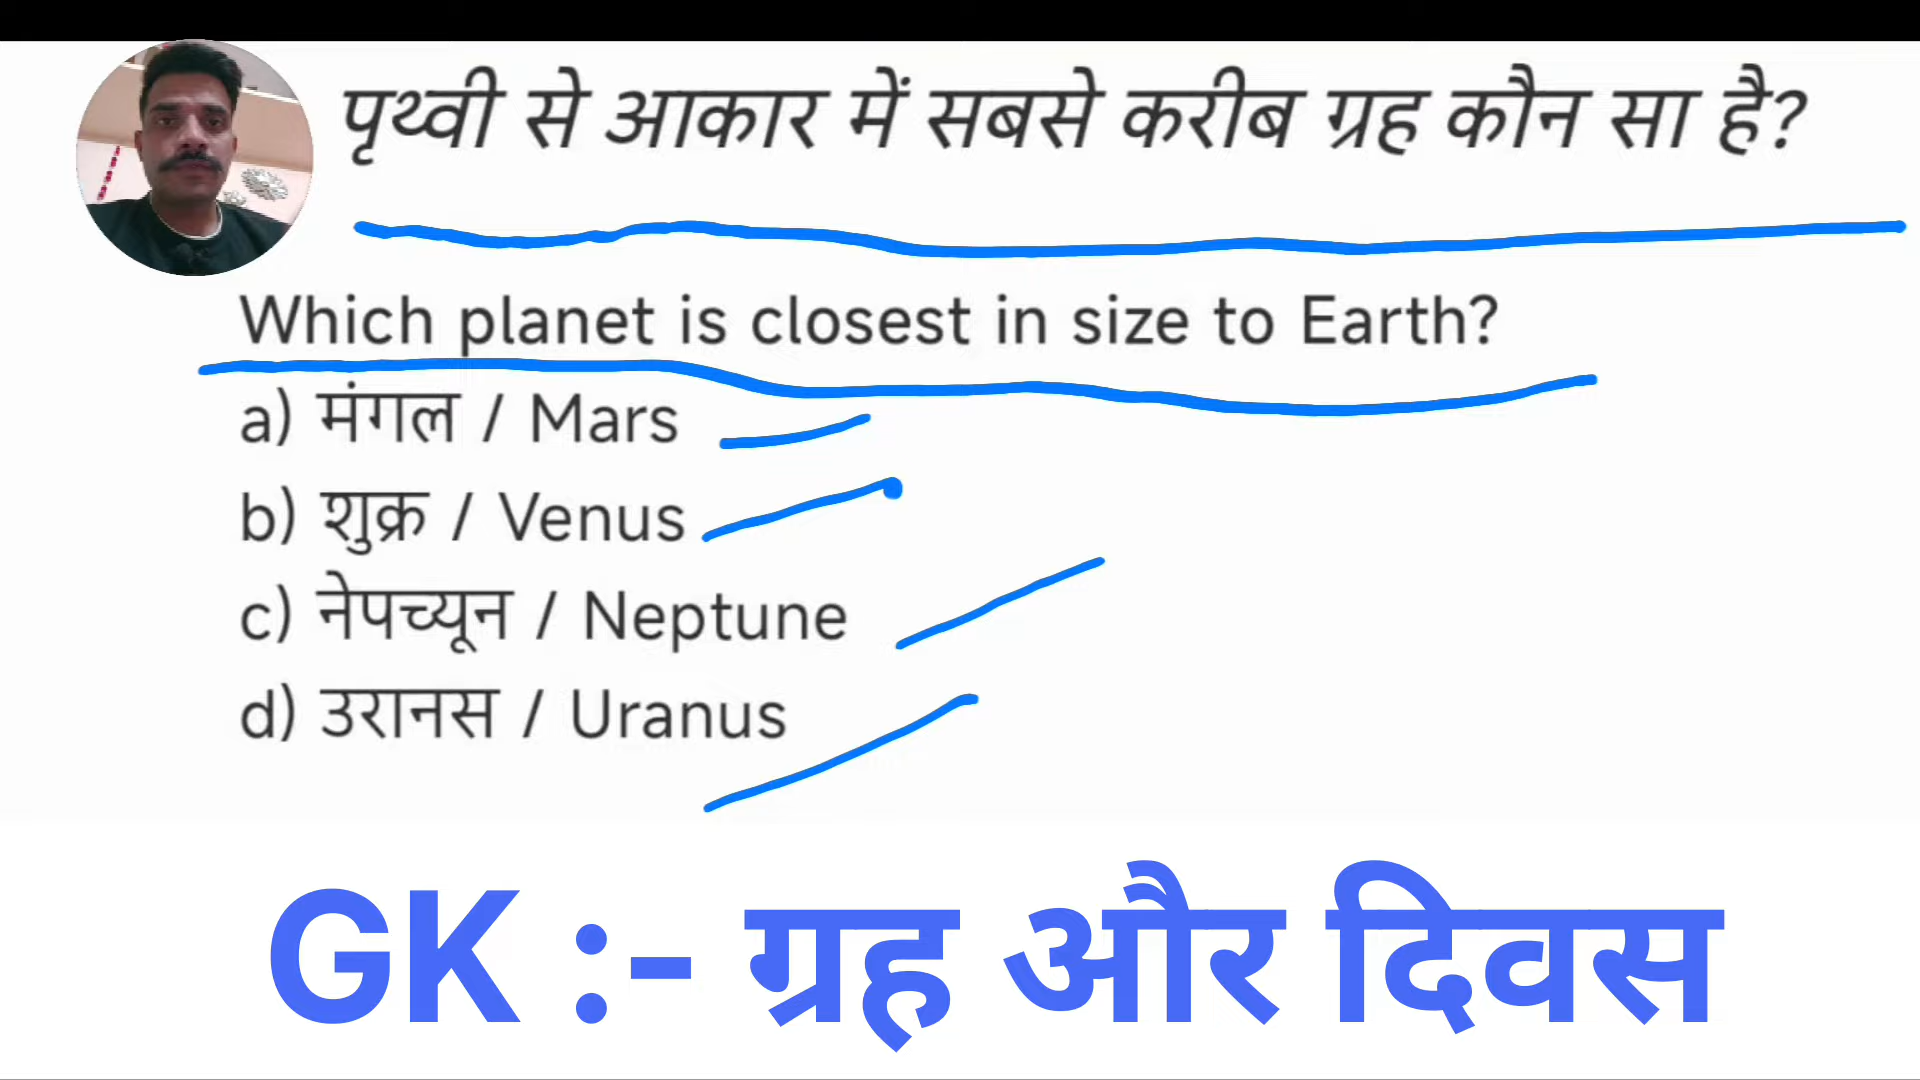 पृथ्वी से आकार में सबसे करीब ग्रह कौन सा है?
Which planet is closest in size to Earth?
a) मंगल / Mars
b) शुक्र / Venus
c) नेपच्यून / Neptune
d) उरानस / Uranus
GK :- ग्रह और दिवस